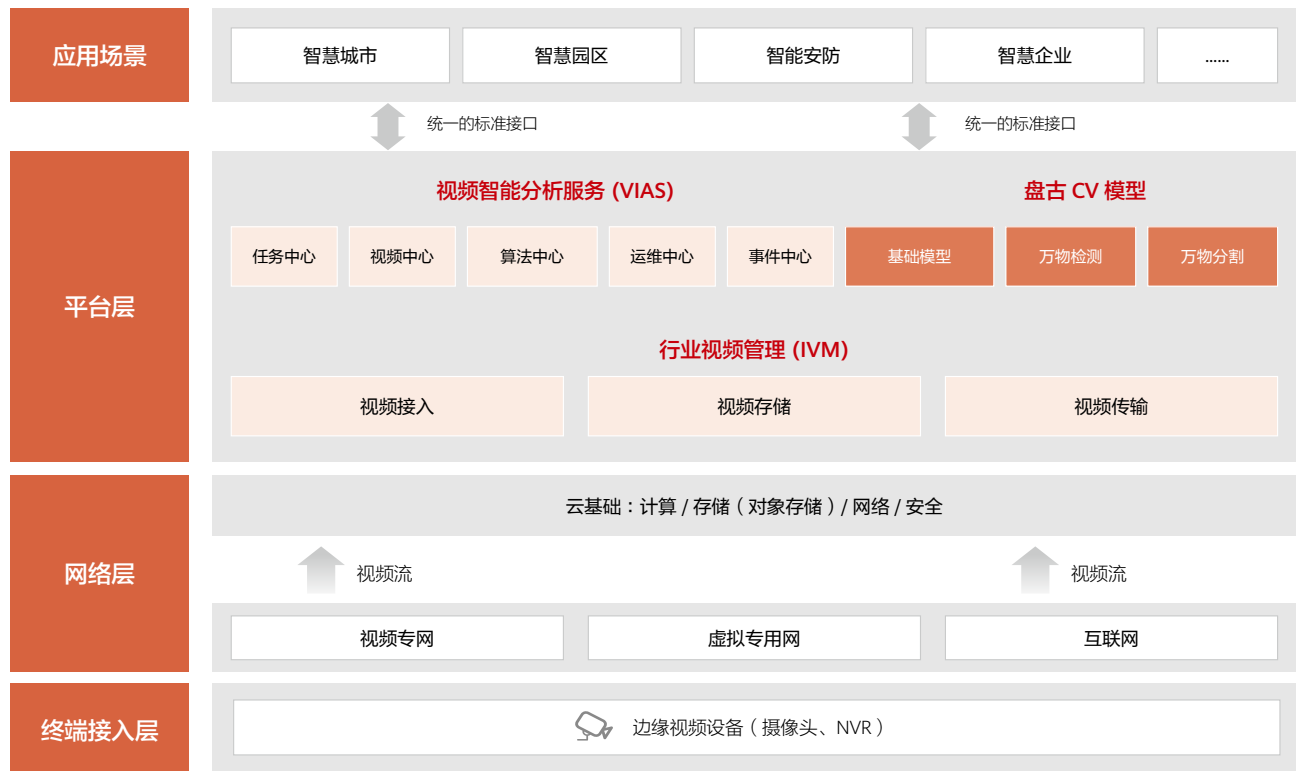 应用场景
智慧城市
智慧园区
智能安防
智慧企业
......
统一的标准接口
统一的标准接口
平台层
视频智能分析服务 (VIAS)
盘古 CV 模型
任务中心
视频中心
算法中心
运维中心
事件中心
基础模型
万物检测
万物分割
行业视频管理 (IVM)
视频接入
视频存储
视频传输
网络层
云基础：计算 / 存储（对象存储）/ 网络 / 安全
视频流
视频流
视频专网
虚拟专用网
互联网
终端接入层
边缘视频设备（摄像头、NVR）